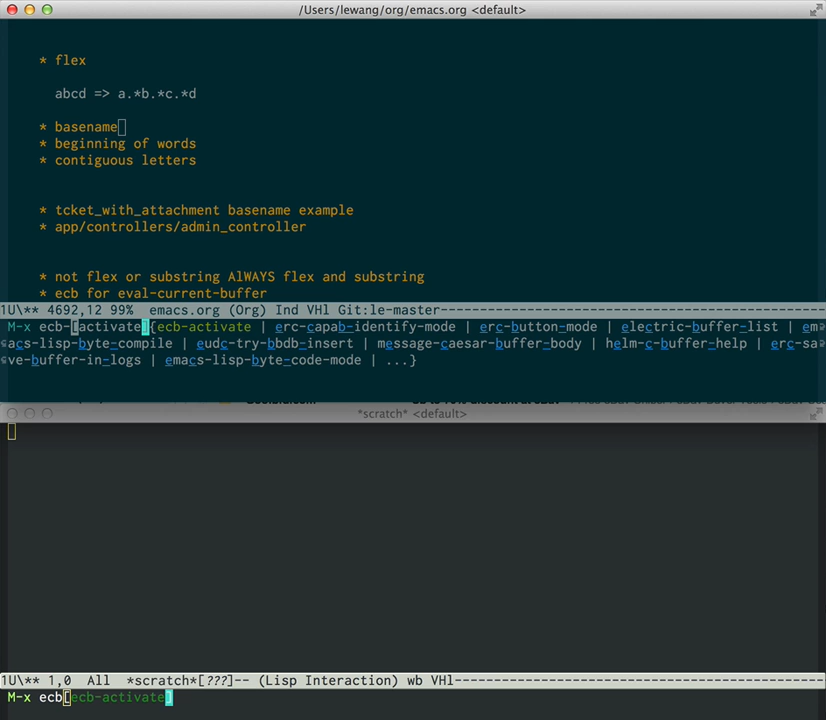 /Users/lewang/org/emacs.org <default>
* flex
abcd => a.*b.*c.*d
* basename
* beginning of words
* contiguous letters
* tcket_with_attachment basename example
* app/controllers/admin_controller
* not flex or substring AlWAYS flex and substring
* ecb for eval-current-buffer
1U\** 4692,12 99%  emacs.org (Org) Ind VHl Git:le-master
M-x ecb-[activate]{ecb-activate | erc-capab-identify-mode | erc-button-mode | electric-buffer-list | em
acs-lisp-byte-compile | eudc-try-bbdb-insert | message-caesar-buffer-body | helm-c-buffer-help | erc-sa
ve-buffer-in-logs | emacs-lisp-byte-code-mode | ...}
*scratch* <default>
1U\** 1,0  All  *scratch*[???]-- (Lisp Interaction) wb VHl
M-x ecb[ecb-activate]